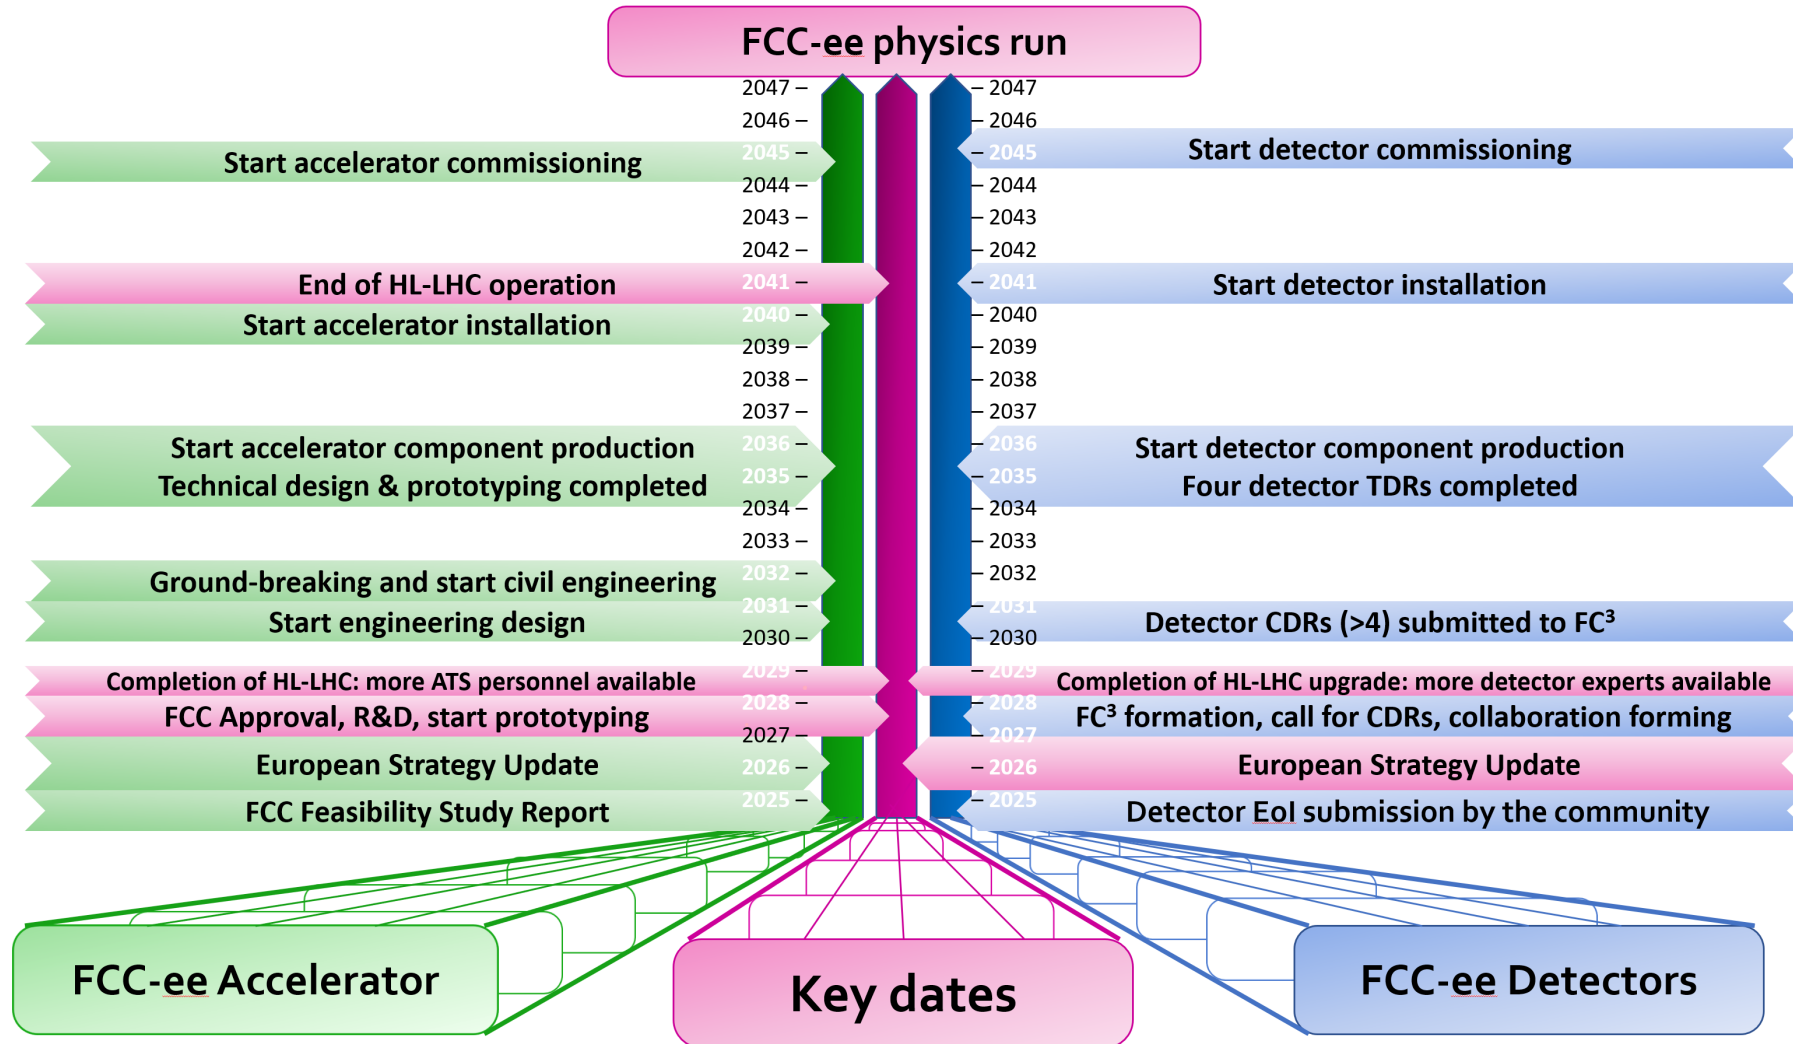 FCC-ee physics run
2047
2046
2045
2044
2043
2042
2041
2040
2039
2038
2037
2036
2035
2034
2033
2032
2031
2030
2029
2028
2027
2026
2025
2047
2046
2045
2044
2043
2042
2041
2040
2039
2038
2037
2036
2035
2034
2033
2032
2031
2030
2029
2028
2027
2026
2025
Start accelerator commissioning
End of HL-LHC operation
Start accelerator installation
Start accelerator component production
Technical design & prototyping completed
Ground-breaking and start civil engineering
Start engineering design
Completion of HL-LHC: more ATS personnel available
FCC Approval, R&D, start prototyping
European Strategy Update
FCC Feasibility Study Report
Start detector commissioning
Start detector installation
Start detector component production
Four detector TDRs completed
Detector CDRs (>4) submitted to FC³
Completion of HL-LHC upgrade: more detector experts available
FC³ formation, call for CDRs, collaboration forming
European Strategy Update
Detector EoI submission by the community
FCC-ee Accelerator
Key dates
FCC-ee Detectors